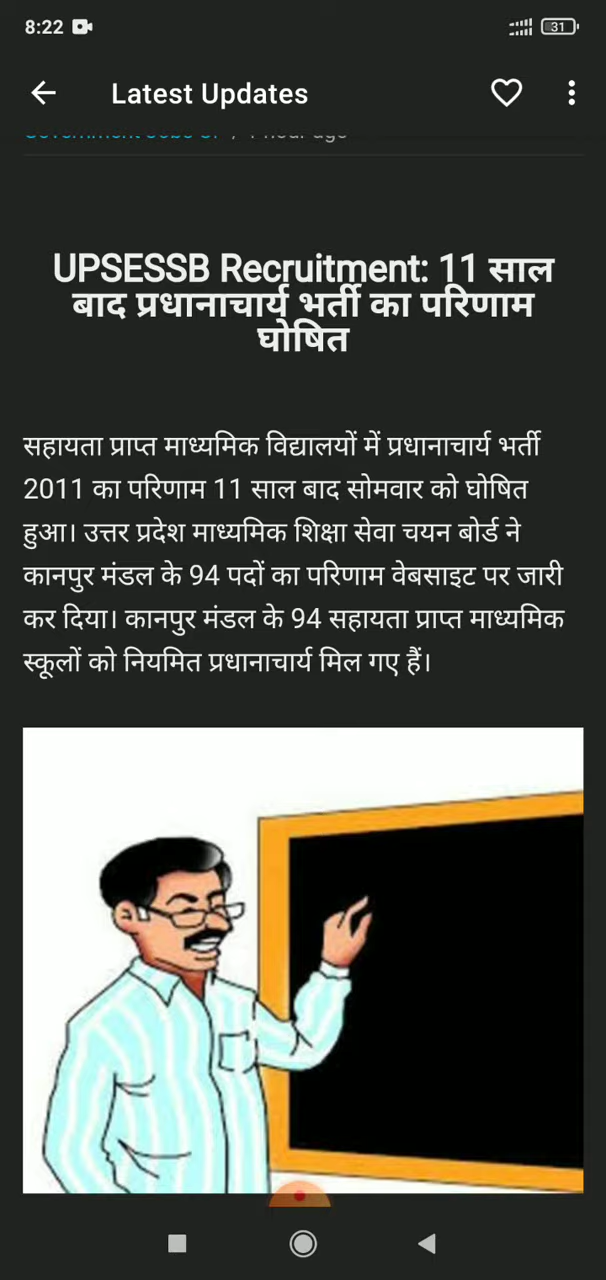 8:22
31
Latest Updates
UPSESSB Recruitment: 11 साल
बाद प्रधानाचार्य भर्ती का परिणाम
घोषित
सहायता प्राप्त माध्यमिक विद्यालयों में प्रधानाचार्य भर्ती
2011 का परिणाम 11 साल बाद सोमवार को घोषित
हुआ। उत्तर प्रदेश माध्यमिक शिक्षा सेवा चयन बोर्ड ने
कानपुर मंडल के 94 पदों का परिणाम वेबसाइट पर जारी
कर दिया। कानपुर मंडल के 94 सहायता प्राप्त माध्यमिक
स्कूलों को नियमित प्रधानाचार्य मिल गए हैं।